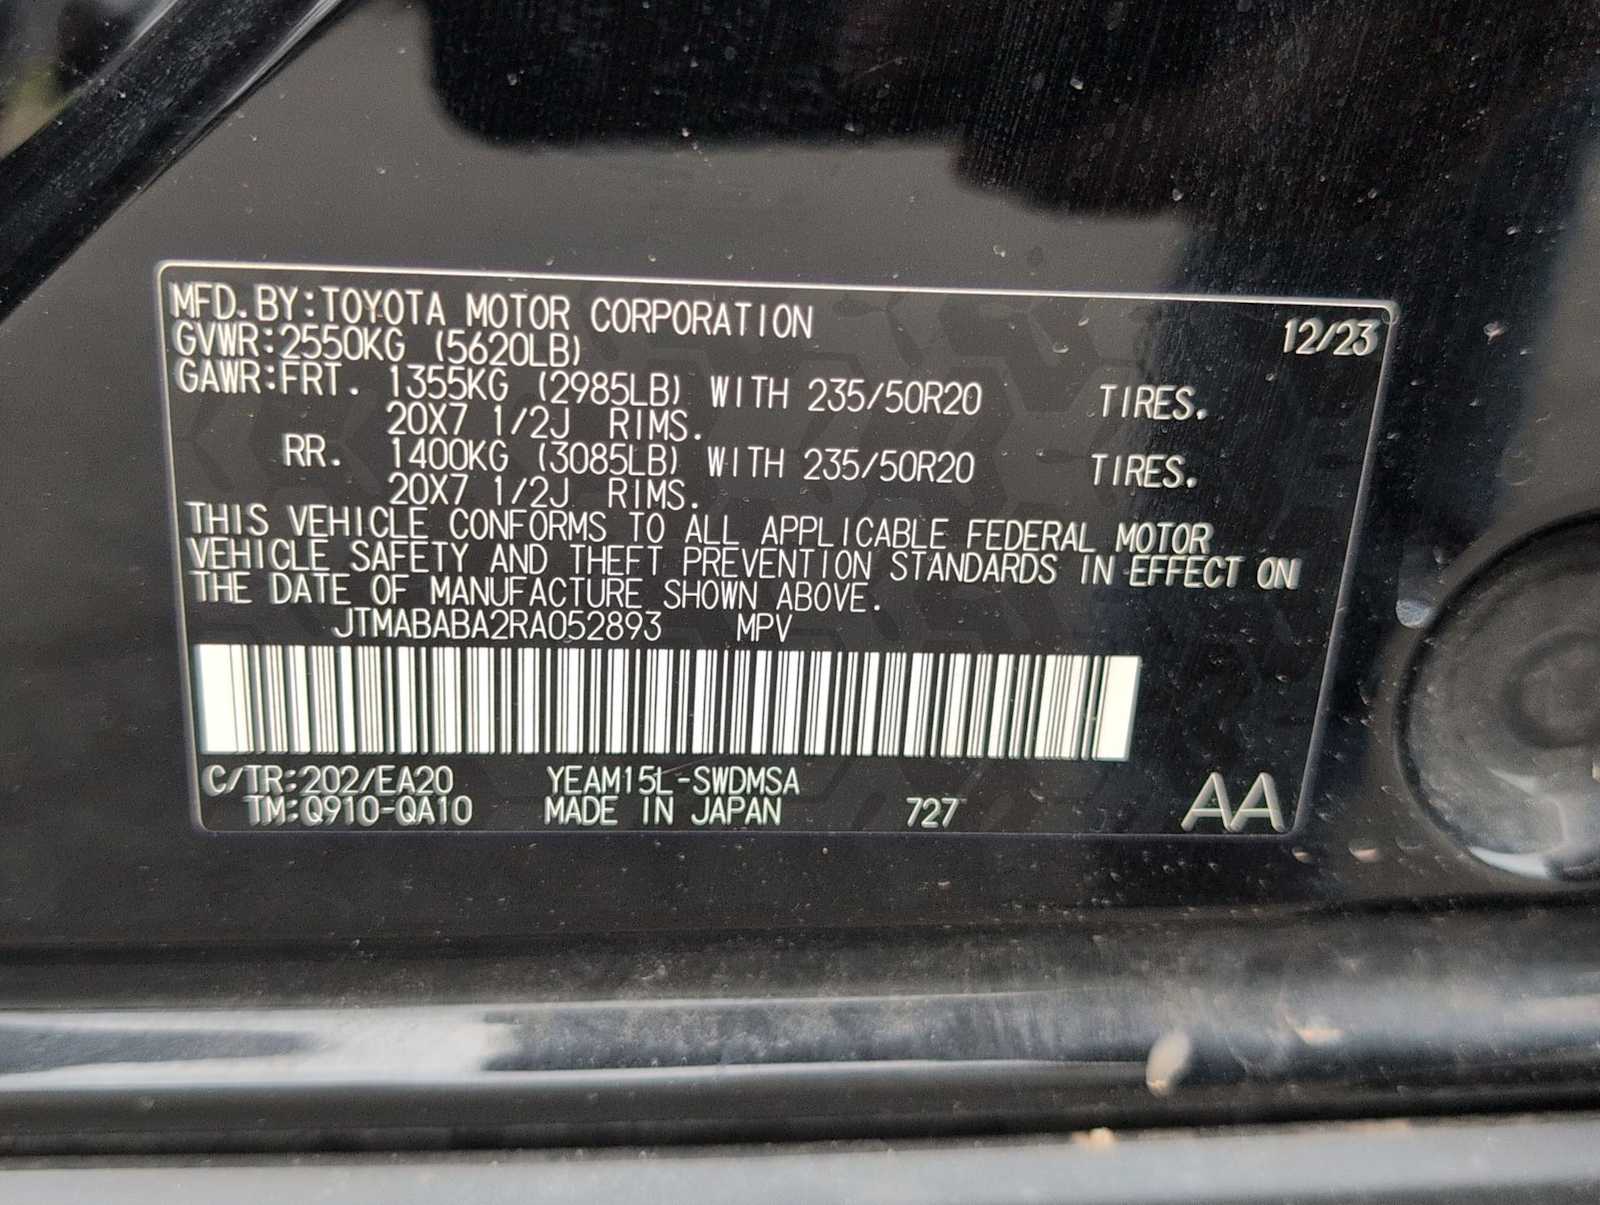 MFD.BY:TOYOTA MOTOR CORPORATION 12/23
GVWR:2550KG (5620LB)
GAWR:FRT. 1355KG (2985LB) WITH 235/50R20 TIRES.
20X7 1/2J RIMS.
RR. 1400KG (3085LB) WITH 235/50R20 TIRES.
20X7 1/2J RIMS.
THIS VEHICLE CONFORMS TO ALL APPLICABLE FEDERAL MOTOR
VEHICLE SAFETY AND THEFT PREVENTION STANDARDS IN EFFECT ON
THE DATE OF MANUFACTURE SHOWN ABOVE.
JTMABABA2RA052893 MPV
C/TR:202/EA20 YEAM15L-SWDMSA
TM:Q910-QA10 MADE IN JAPAN 727 AA